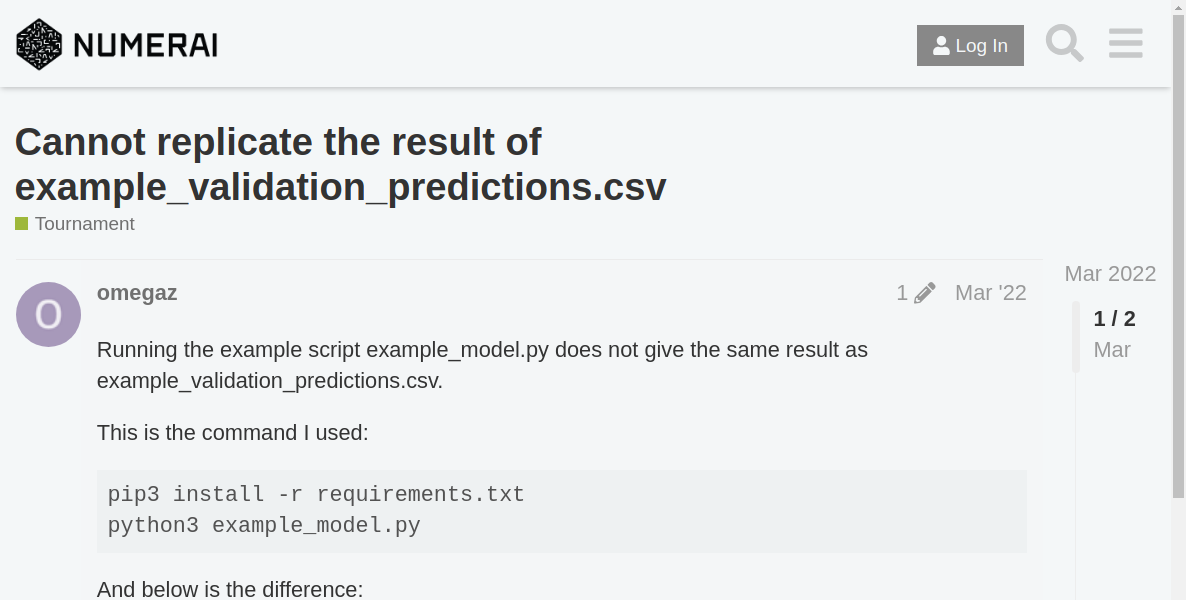 NUMERAI
Log In
Cannot replicate the result of
example_validation_predictions.csv
Tournament
Mar 2022
O
omegaz
1
Mar '22
1 / 2
Mar
Running the example script example_model.py does not give the same result as
example_validation_predictions.csv.
This is the command I used:
pip3 install -r requirements.txt
python3 example_model.py
And below is the difference: